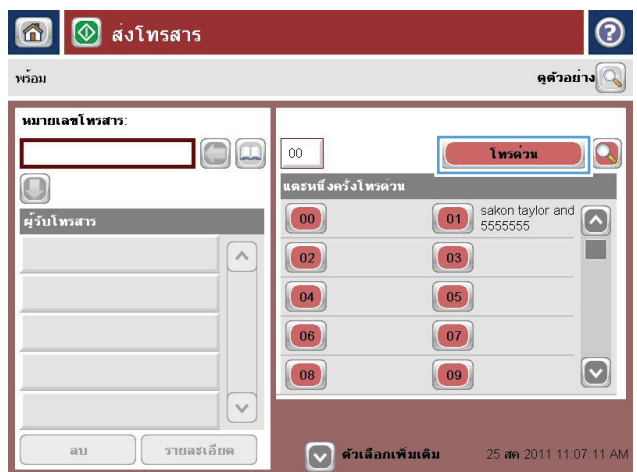 ส่งโทรสาร
?
พร้อม
ดูตัวอย่าง
หมายเลขโทรสาร:
ผู้รับโทรสาร
ลบ
รายละเอียด
00
โทรด่วน
แตะหนึ่งครั้งโทรด่วน
00
01 sakon taylor and
5555555
02 03
04 05
06 07
08 09
ตัวเลือกเพิ่มเติม
25 สค 2011 11:07:11 AM